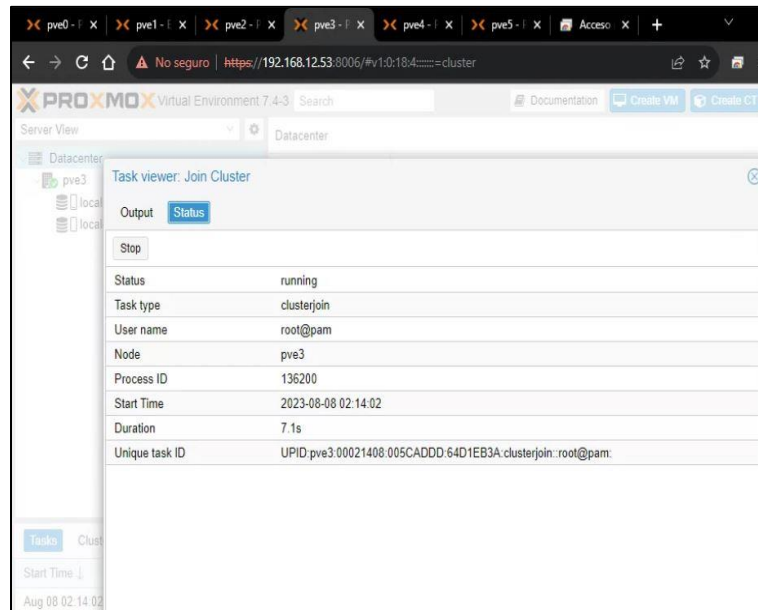 pve0 - F X pve1 - E X pve2 - F X pve3 - F X pve4 - F X pve5 - F X Acceso X +
No seguro | https://192.168.12.53:8006/#v1:0:18:4:::::::=cluster
PROXMOX Virtual Environment 7.4-3 Search Documentation Create VM Create CT
Server View Datacenter
Datacenter
pve3
local
local
Task viewer: Join Cluster
Output Status
Stop
Status running
Task type clusterjoin
User name root@pam
Node pve3
Process ID 136200
Start Time 2023-08-08 02:14:02
Duration 7.1s
Unique task ID UPID:pve3:00021408:005CADDD:64D1EB3A:clusterjoin::root@pam:
Tasks Clust
Start Time ↓
Aug 08 02:14:02